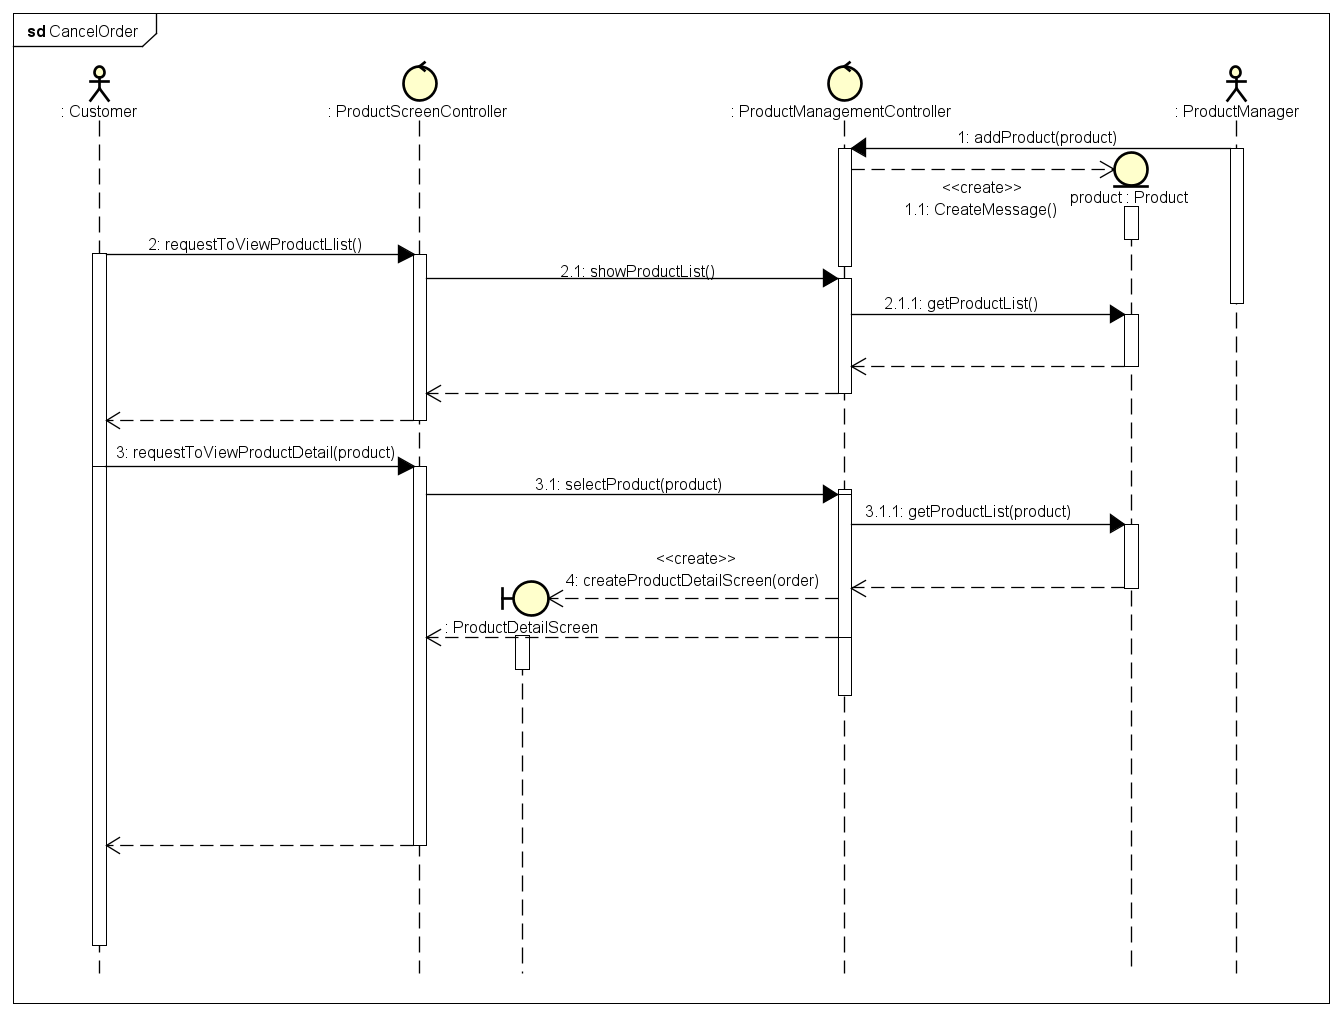 sd CancelOrder
: Customer
: ProductScreenController
: ProductManagementController
: ProductManager
1: addProduct(product)
<<create>>
1.1: CreateMessage()
product : Product
2: requestToViewProductLlist()
2.1: showProductList()
2.1.1: getProductList()
3: requestToViewProductDetail(product)
3.1: selectProduct(product)
3.1.1: getProductList(product)
<<create>>
4: createProductDetailScreen(order)
: ProductDetailScreen